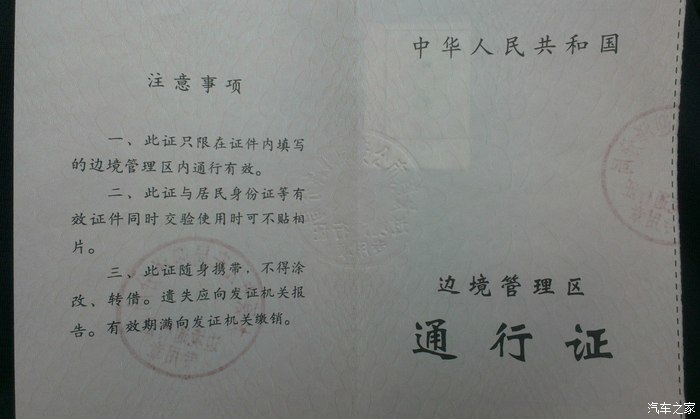 注意事项
一、此证只限在证件内填写
的边境管理区内通行有效。
二、此证与居民身份证等有
效证件同时交验使用时可不贴相
片。
三、此证随身携带，不得涂
改、转借。遗失应向发证机关报
告。有效期满向发证机关缴销。
中华人民共和国
边境管理区
通行证
汽车之家